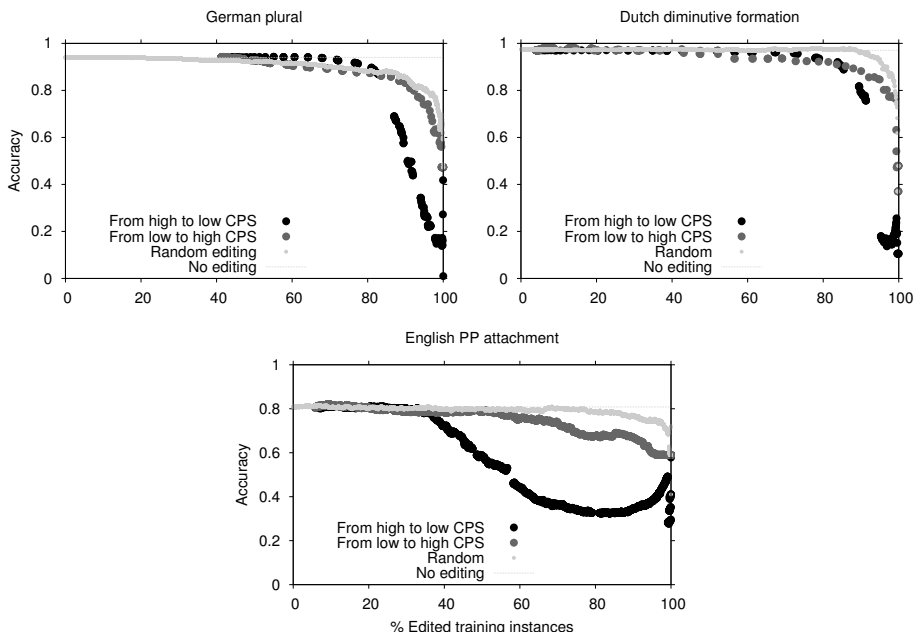 German plural
1
0.8
0.6
0.4
0.2
0
Accuracy
From high to low CPS
From low to high CPS
Random editing
No editing
0 20 40 60 80 100
Dutch diminutive formation
1
0.8
0.6
0.4
0.2
0
From high to low CPS
From low to high CPS
Random editing
No editing
0 20 40 60 80 100
English PP attachment
1
0.8
0.6
0.4
0.2
0
Accuracy
From high to low CPS
From low to high CPS
Random
No editing
0 20 40 60 80 100
% Edited training instances